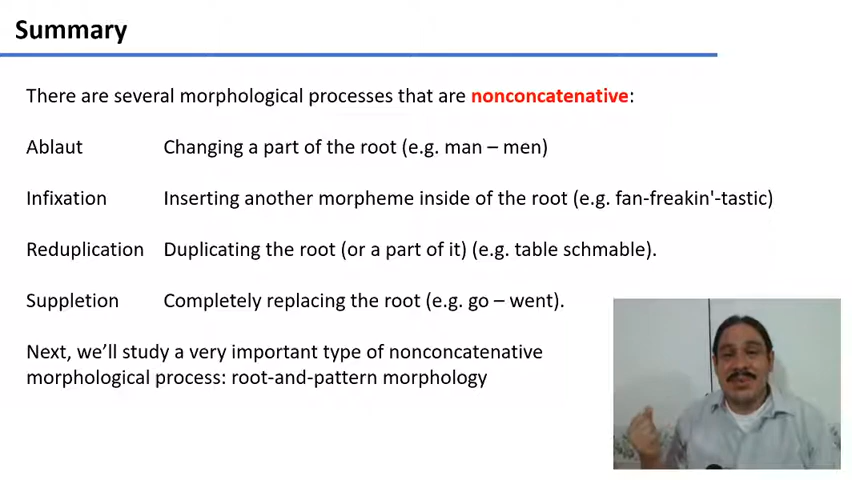 Summary
There are several morphological processes that are nonconcatenative:
Ablaut Changing a part of the root (e.g. man – men)
Infixation Inserting another morpheme inside of the root (e.g. fan-freakin'-tastic)
Reduplication Duplicating the root (or a part of it) (e.g. table schmable).
Suppletion Completely replacing the root (e.g. go – went).
Next, we’ll study a very important type of nonconcatenative
morphological process: root-and-pattern morphology